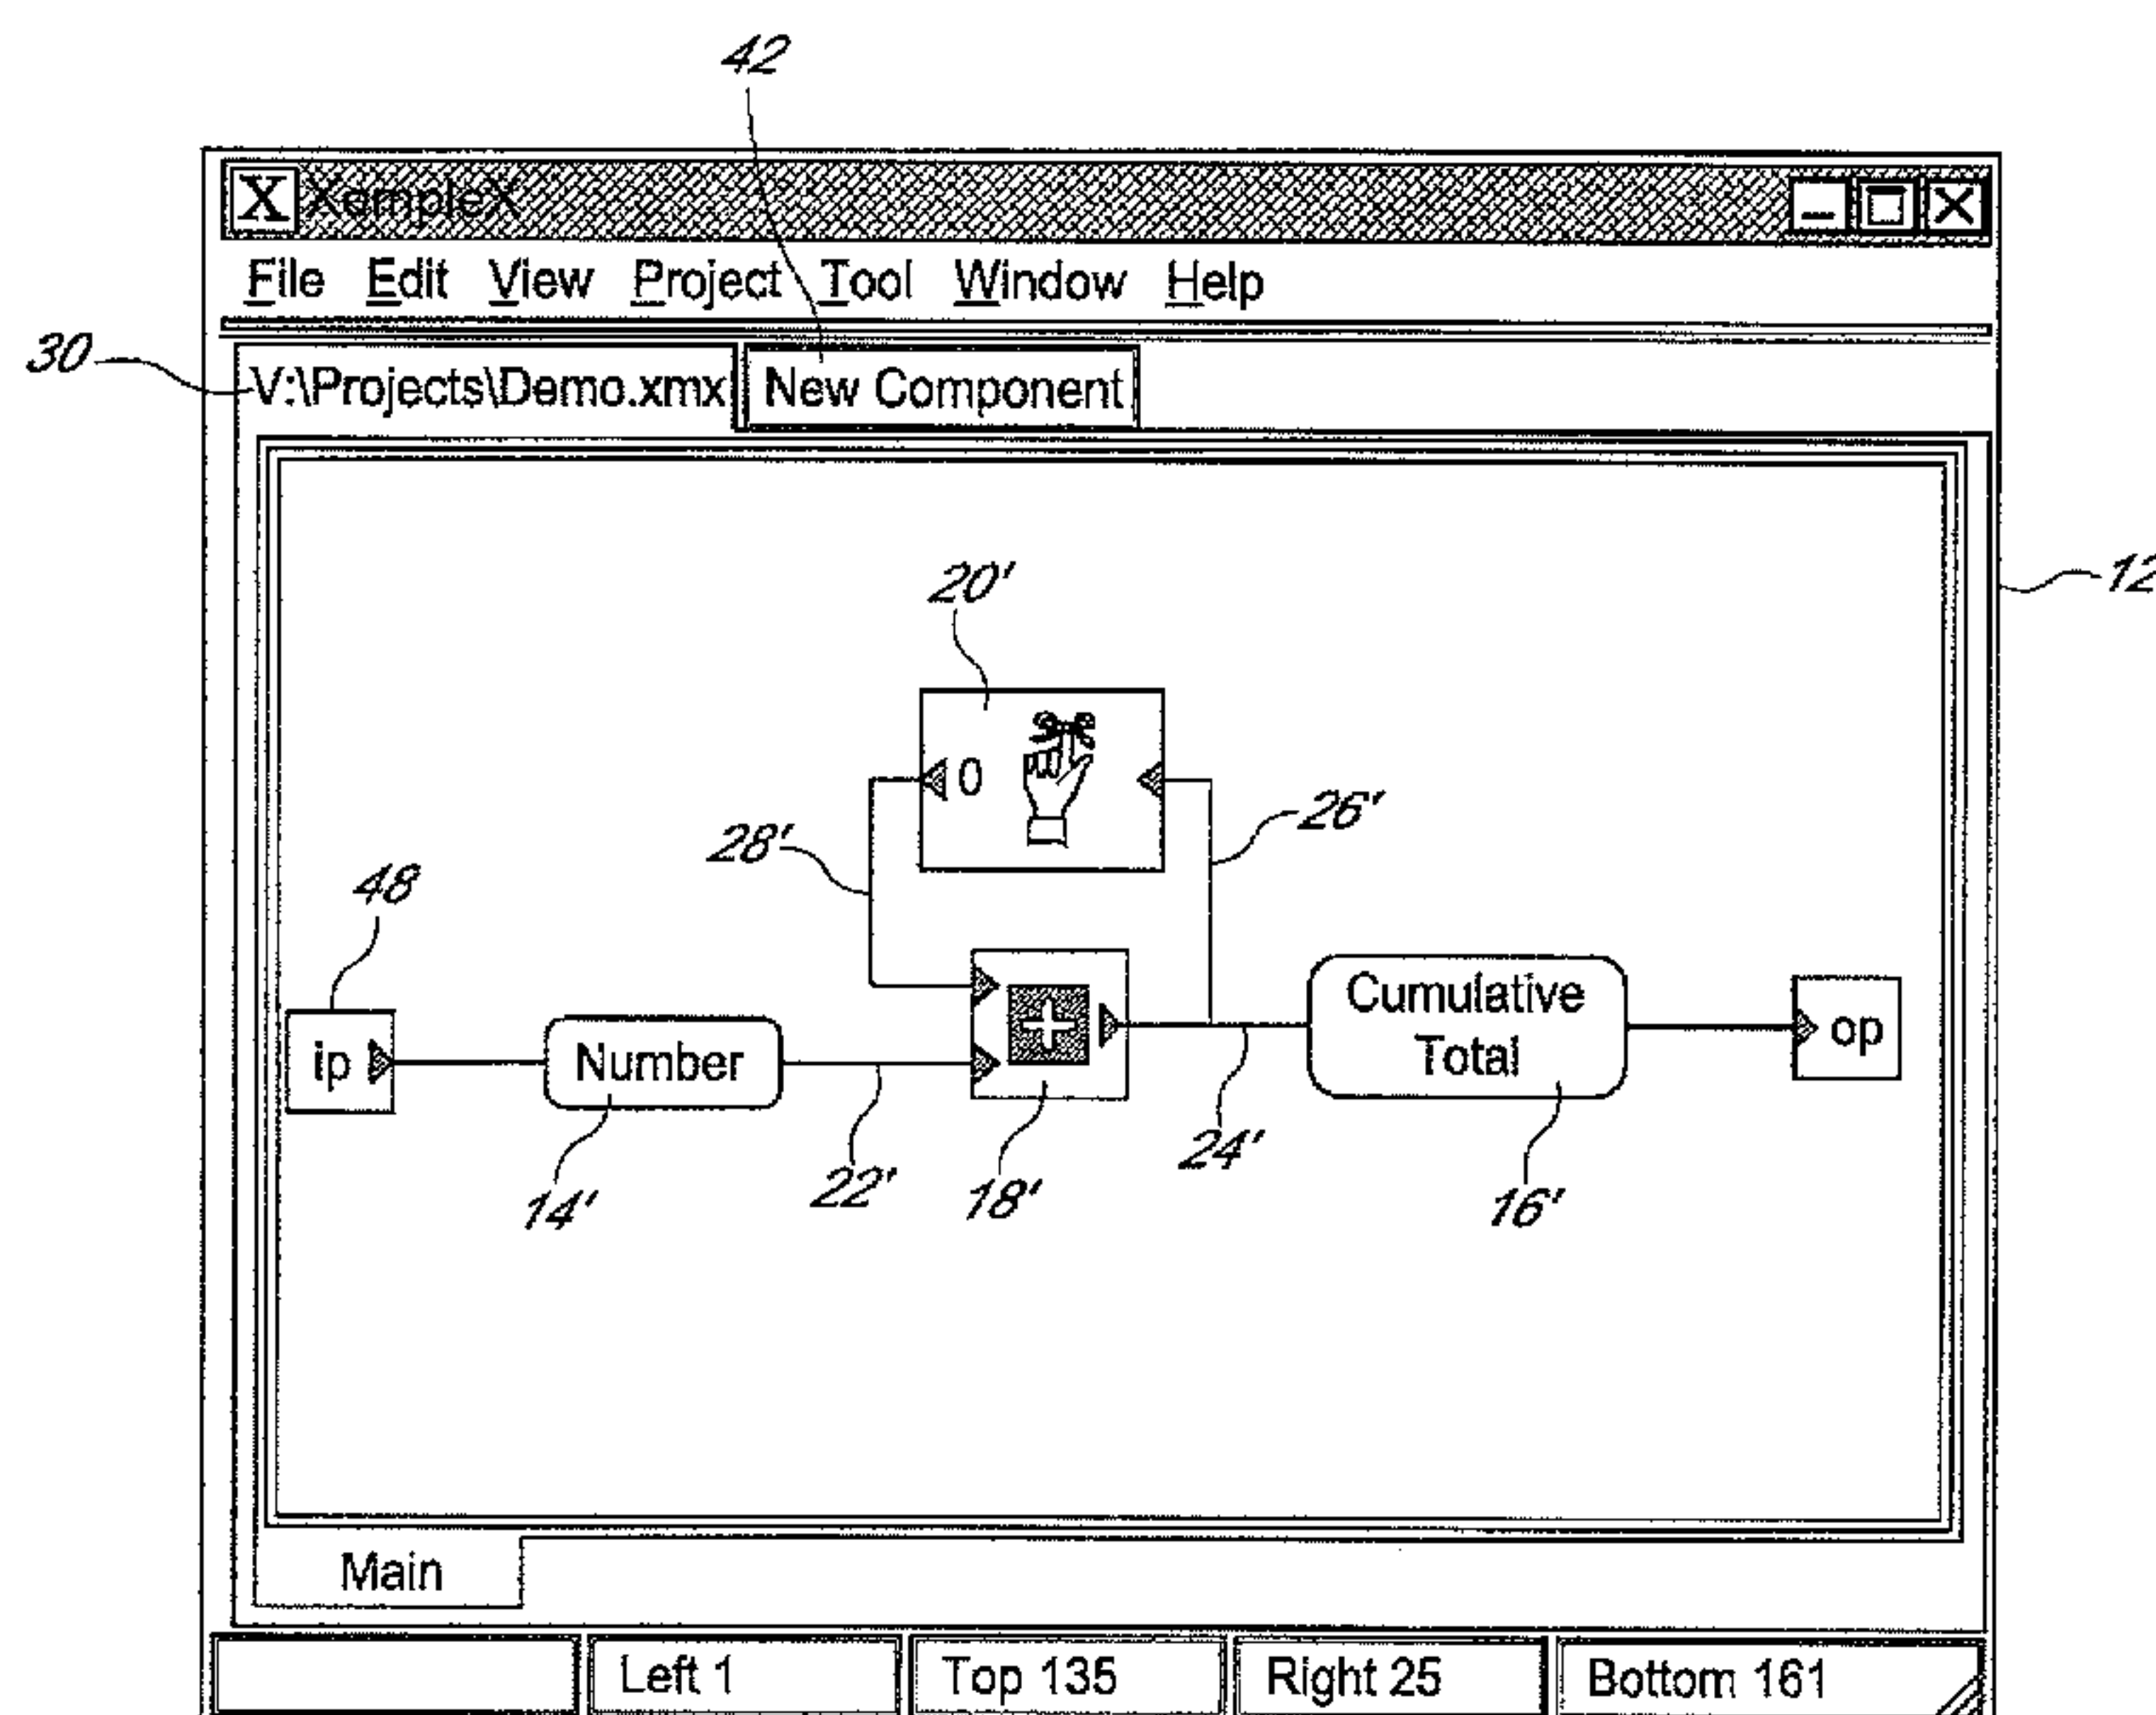 42
X XempleX
File Edit View Project Tool Window Help
30
V:\Projects\Demo.xmx New Component
12
20'
0
28'
26'
48
ip
Number
Cumulative
Total
op
14'
22'
18'
24'
16'
Main
Left 1 Top 135 Right 25 Bottom 161